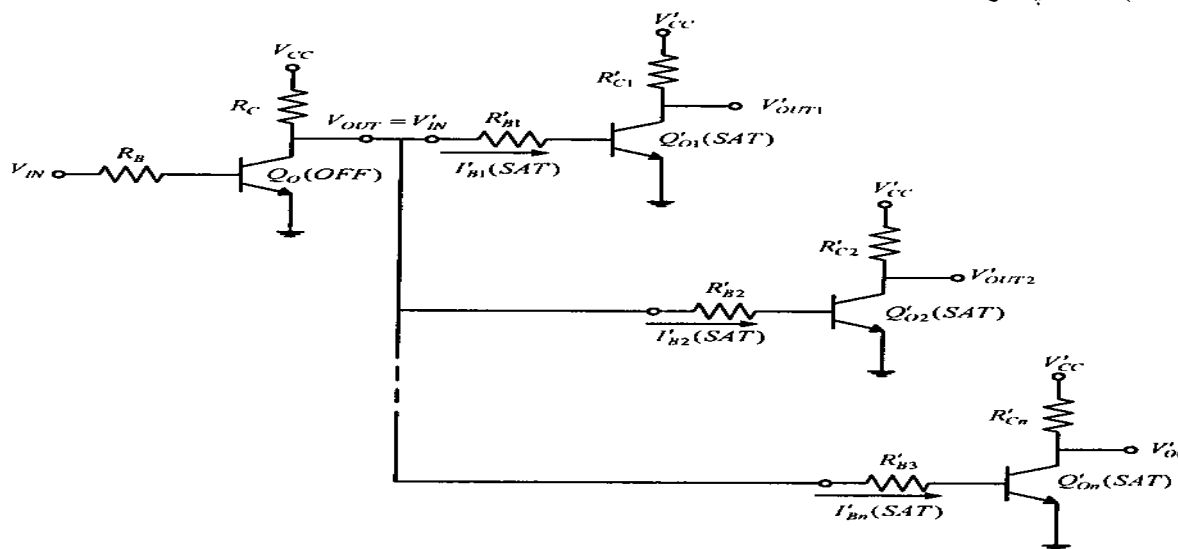 V'CC
VCC
R'C1
RC
VOUT = V'IN
R'B1
V'OUT1
Q'O1(SAT)
RB
VIN
QO(OFF)
I'B1(SAT)
V'CC
R'C2
R'B2
V'OUT2
Q'O2(SAT)
I'B2(SAT)
V'CC
R'Cn
R'B3
Q'On(SAT)
I'Bn(SAT)